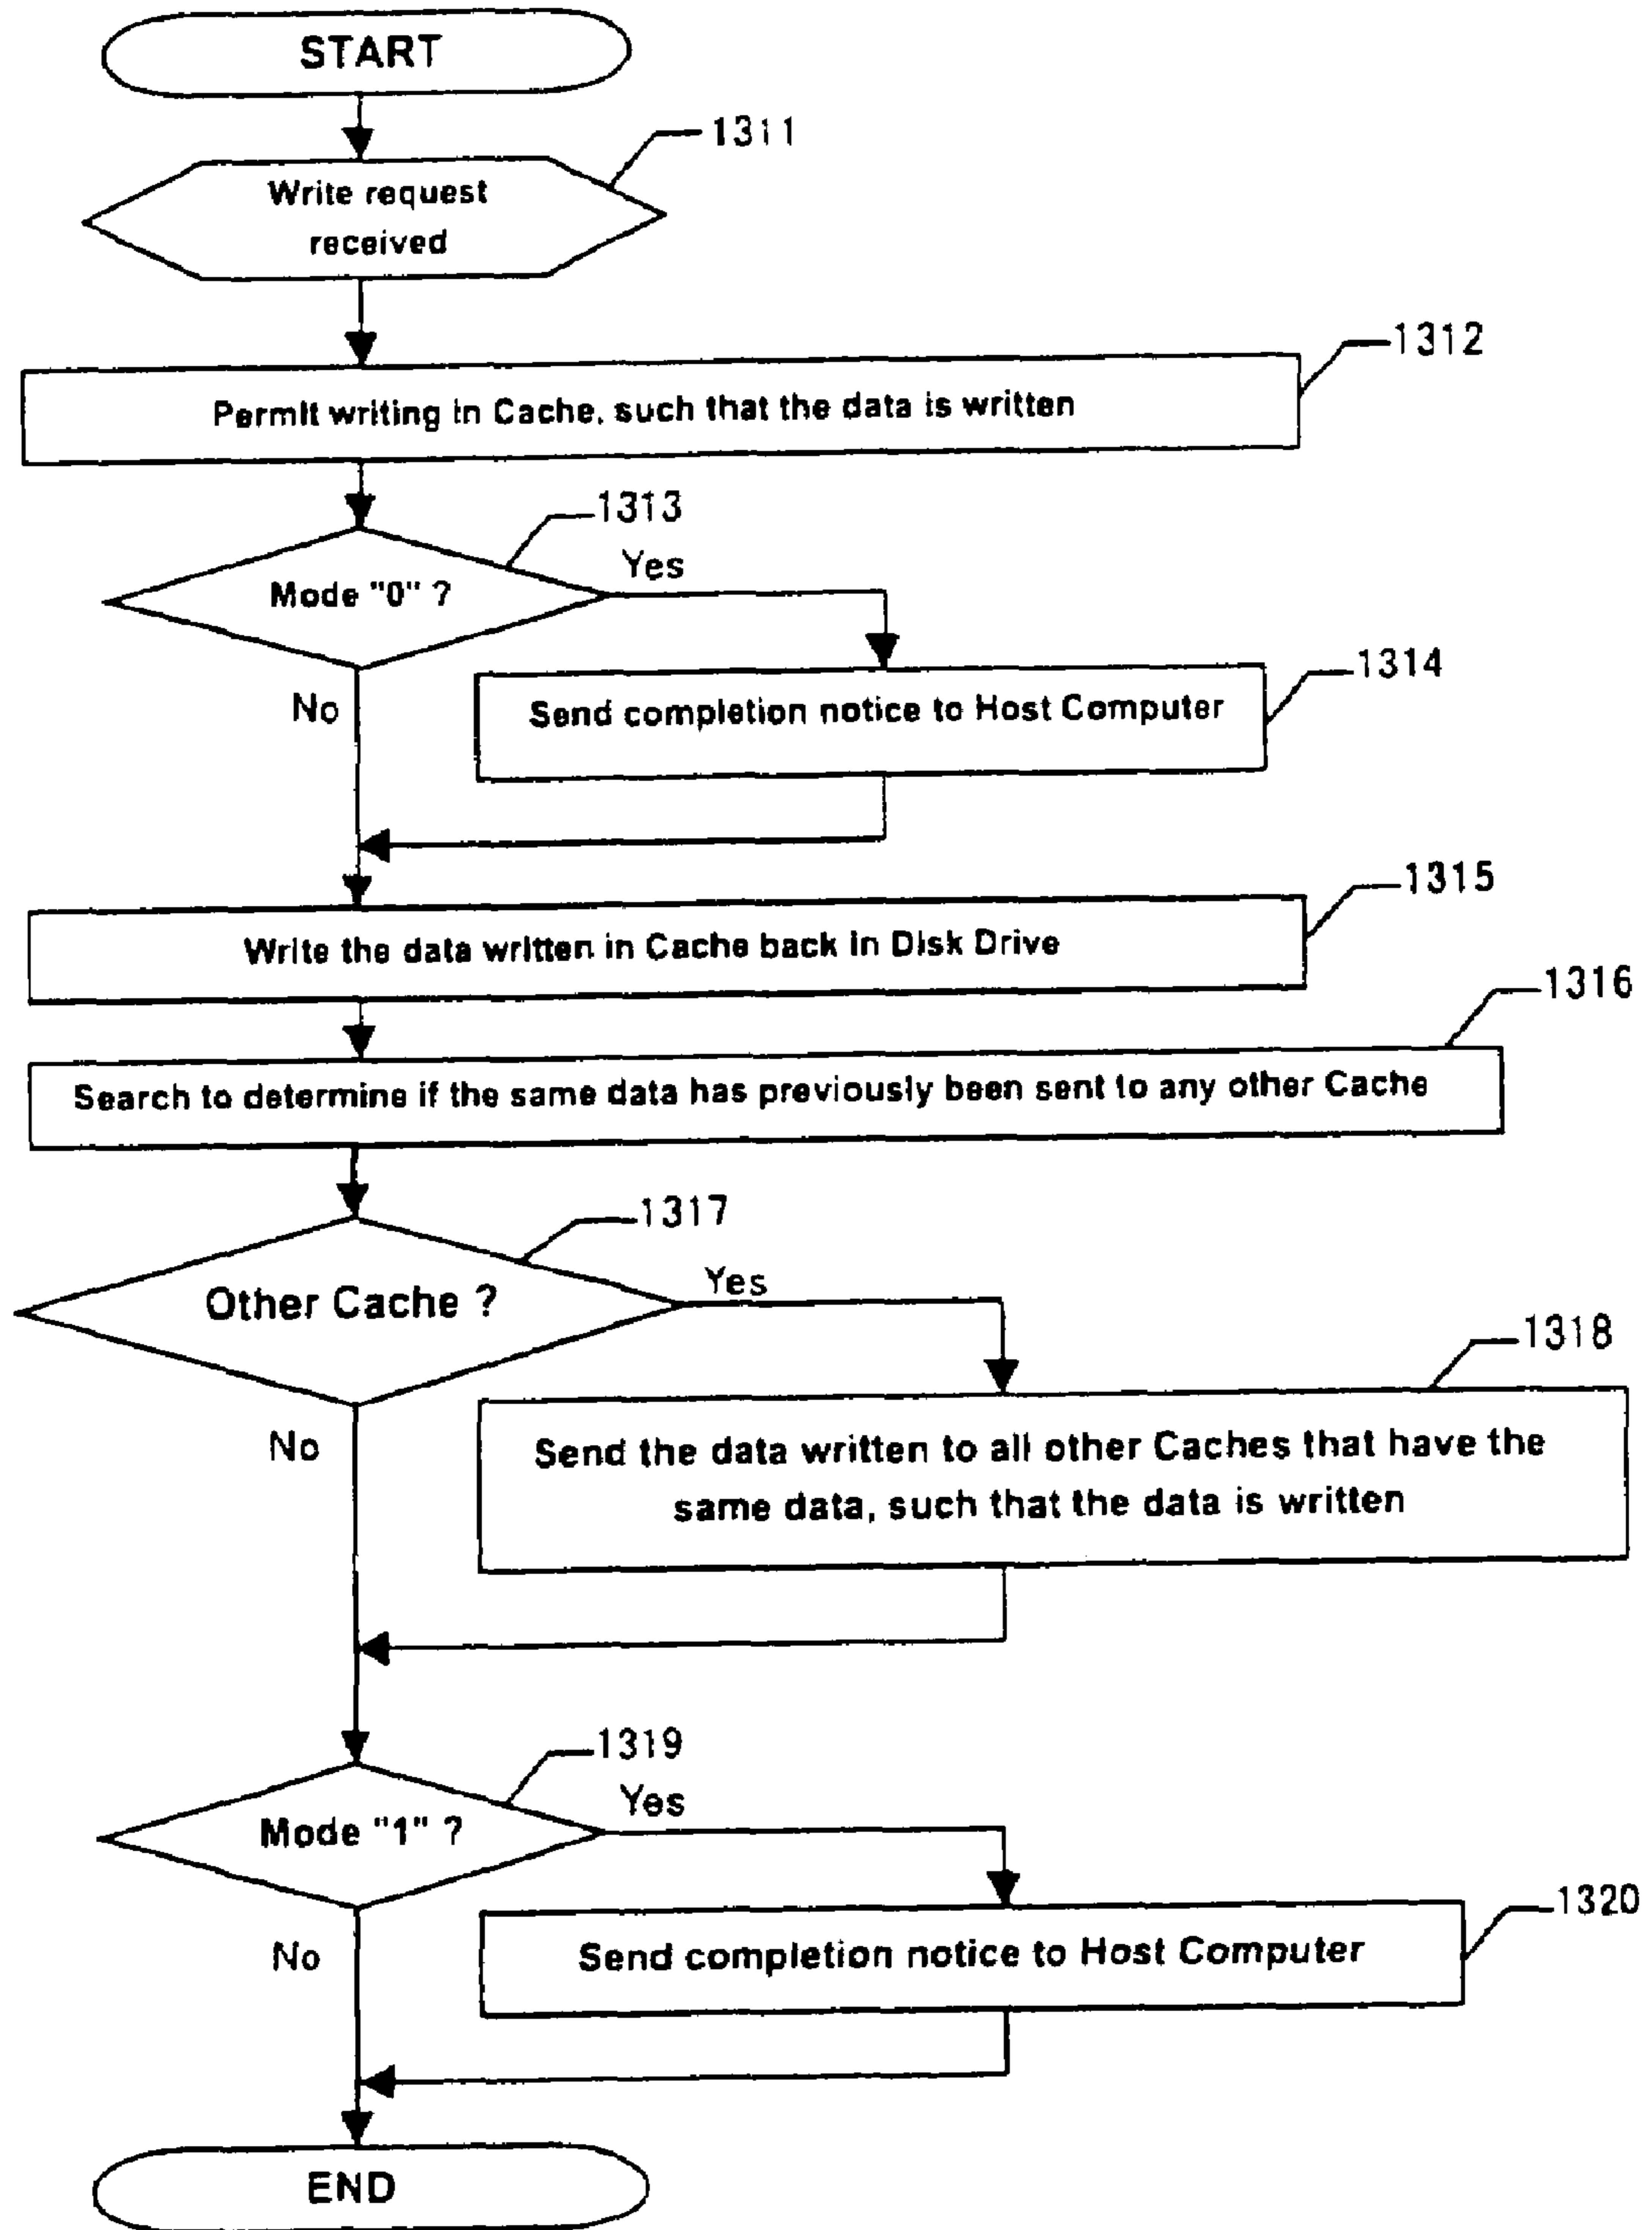 START
1311
Write request
received
1312
Permit writing in Cache, such that the data is written
1313
Mode "0" ?
Yes
No
1314
Send completion notice to Host Computer
1315
Write the data written in Cache back in Disk Drive
1316
Search to determine if the same data has previously been sent to any other Cache
1317
Other Cache ?
Yes
No
1318
Send the data written to all other Caches that have the
same data, such that the data is written
1319
Mode "1" ?
Yes
No
1320
Send completion notice to Host Computer
END